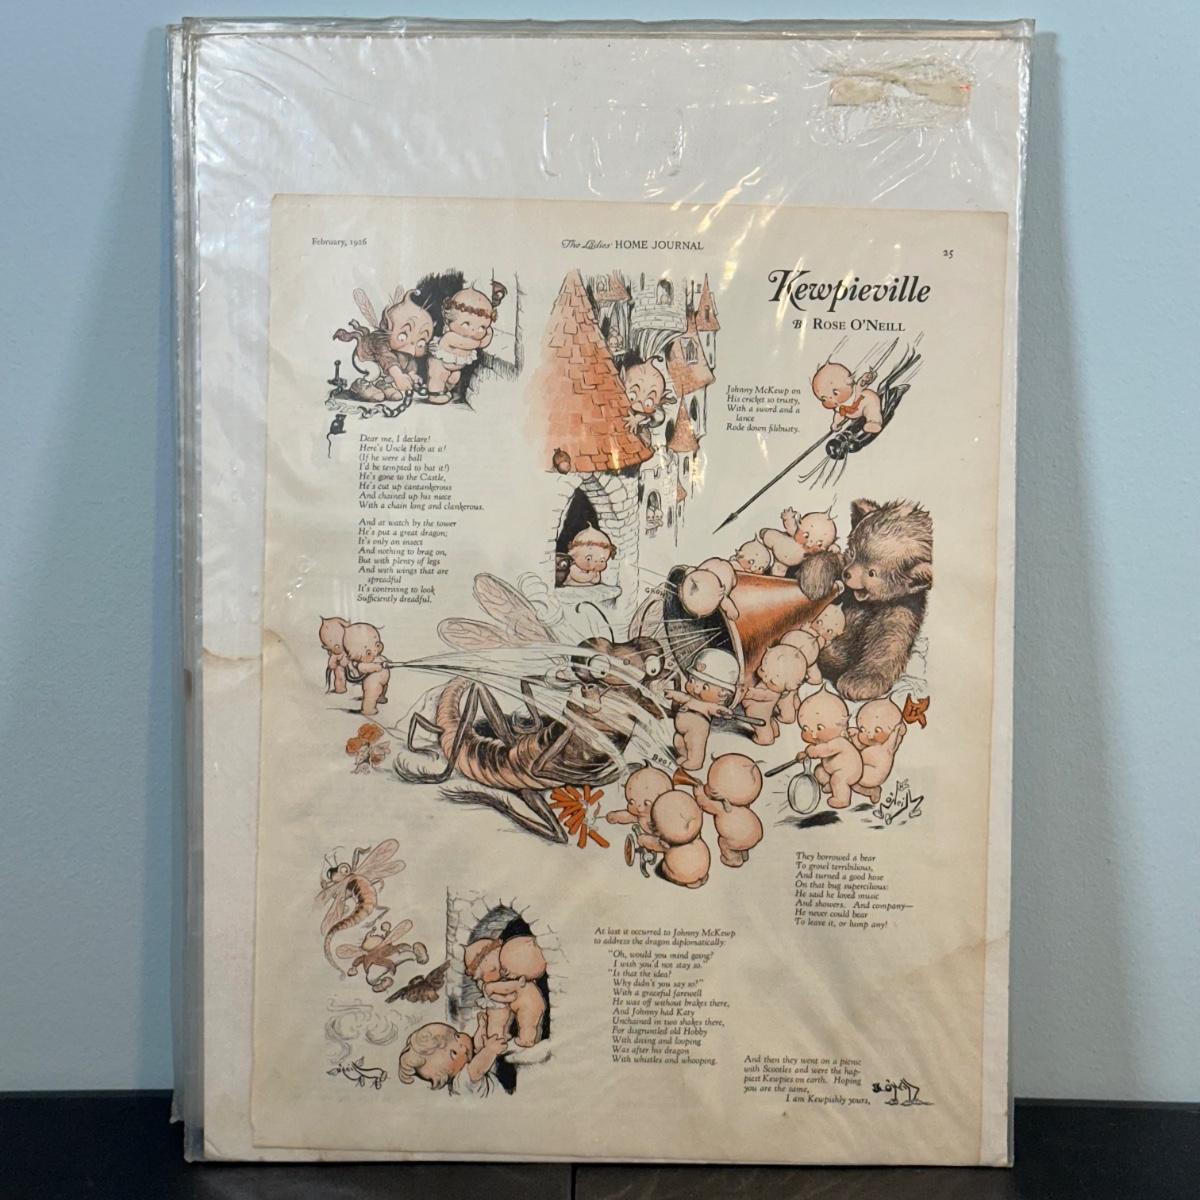 February, 1926
The Ladies' HOME JOURNAL
25
Kewpieville
By ROSE O'NEILL
Johnny McKewp on
His cricket so trusty,
With a sword and a
lance
Rode down filibusty.
Dear me, I declare!
Here's Uncle Hob at it!
(If he were a ball
I'd be tempted to bat it!)
He's gone to the Castle,
He's cut up cantankerous
And chained up his niece
With a chain long and clankerous.
And at watch by the tower
He's put a great dragon;
It's only an insect
And nothing to brag on,
But with plenty of legs
And with wings that are
spreadful
It's contriving to look
Sufficiently dreadful.
GROW
BOO!
K
They borrowed a bear
To growl terribilious,
And turned a good hose
On that bug supercilious:
He said he loved music
And showers. And company—
He never could bear
To leave it, or hump any!
At last it occurred to Johnny McKewp
to address the dragon diplomatically:
"Oh, would you mind going?
I wish you'd not stay so."
"Is that the idea?
Why didn't you say so?"
With a graceful farewell
He was off without brakes there,
And Johnny had Katy
Unchained in two shakes there,
For disgruntled old Hobby
With diving and looping
Was after his dragon
With whistles and whooping.
And then they went on a picnic
with Scootles and were the hap-
piest Kewpies on earth. Hoping
you are the same,
I am Kewpishly yours,